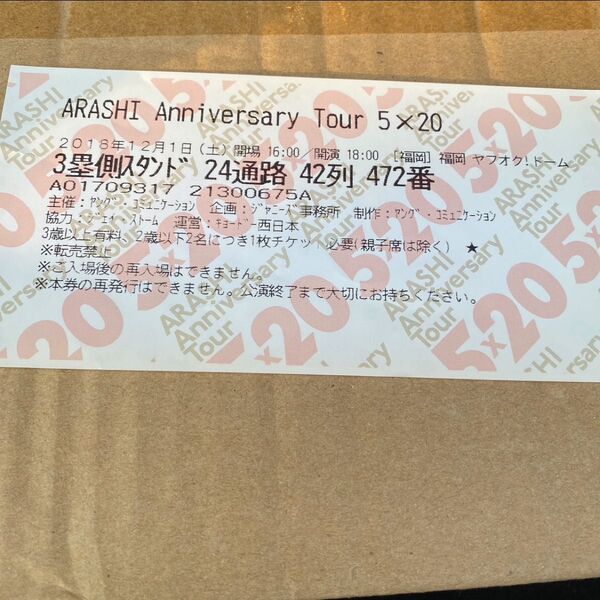 ARASHI Anniversary Tour 5×20
2018年12月1日(土)開場 16:00/開演 18:00 [福岡]福岡 ヤフオク!ドーム
3塁側ｽﾀﾝﾄﾞ 24通路 42列 472番
A01709317 21300675A
主催:ﾔﾝｸﾞ･ｺﾐｭﾆｹｰｼｮﾝ 企画:ｼﾞｬﾆｰｽﾞ事務所 制作:ﾔﾝｸﾞ･ｺﾐｭﾆｹｰｼｮﾝ
協力:ｼﾞｪｲ･ｽﾄｰﾑ 運営:ｷｮｰﾄﾞｰ西日本
3歳以上有料、2歳以下2名につき1枚チケット必要(親子席は除く) ★
※転売禁止
※ご入場後の再入場はできません。
※本券の再発行はできません。公演終了まで大切にお持ちください。
ARASHI
Anniversary
Tour
5×20